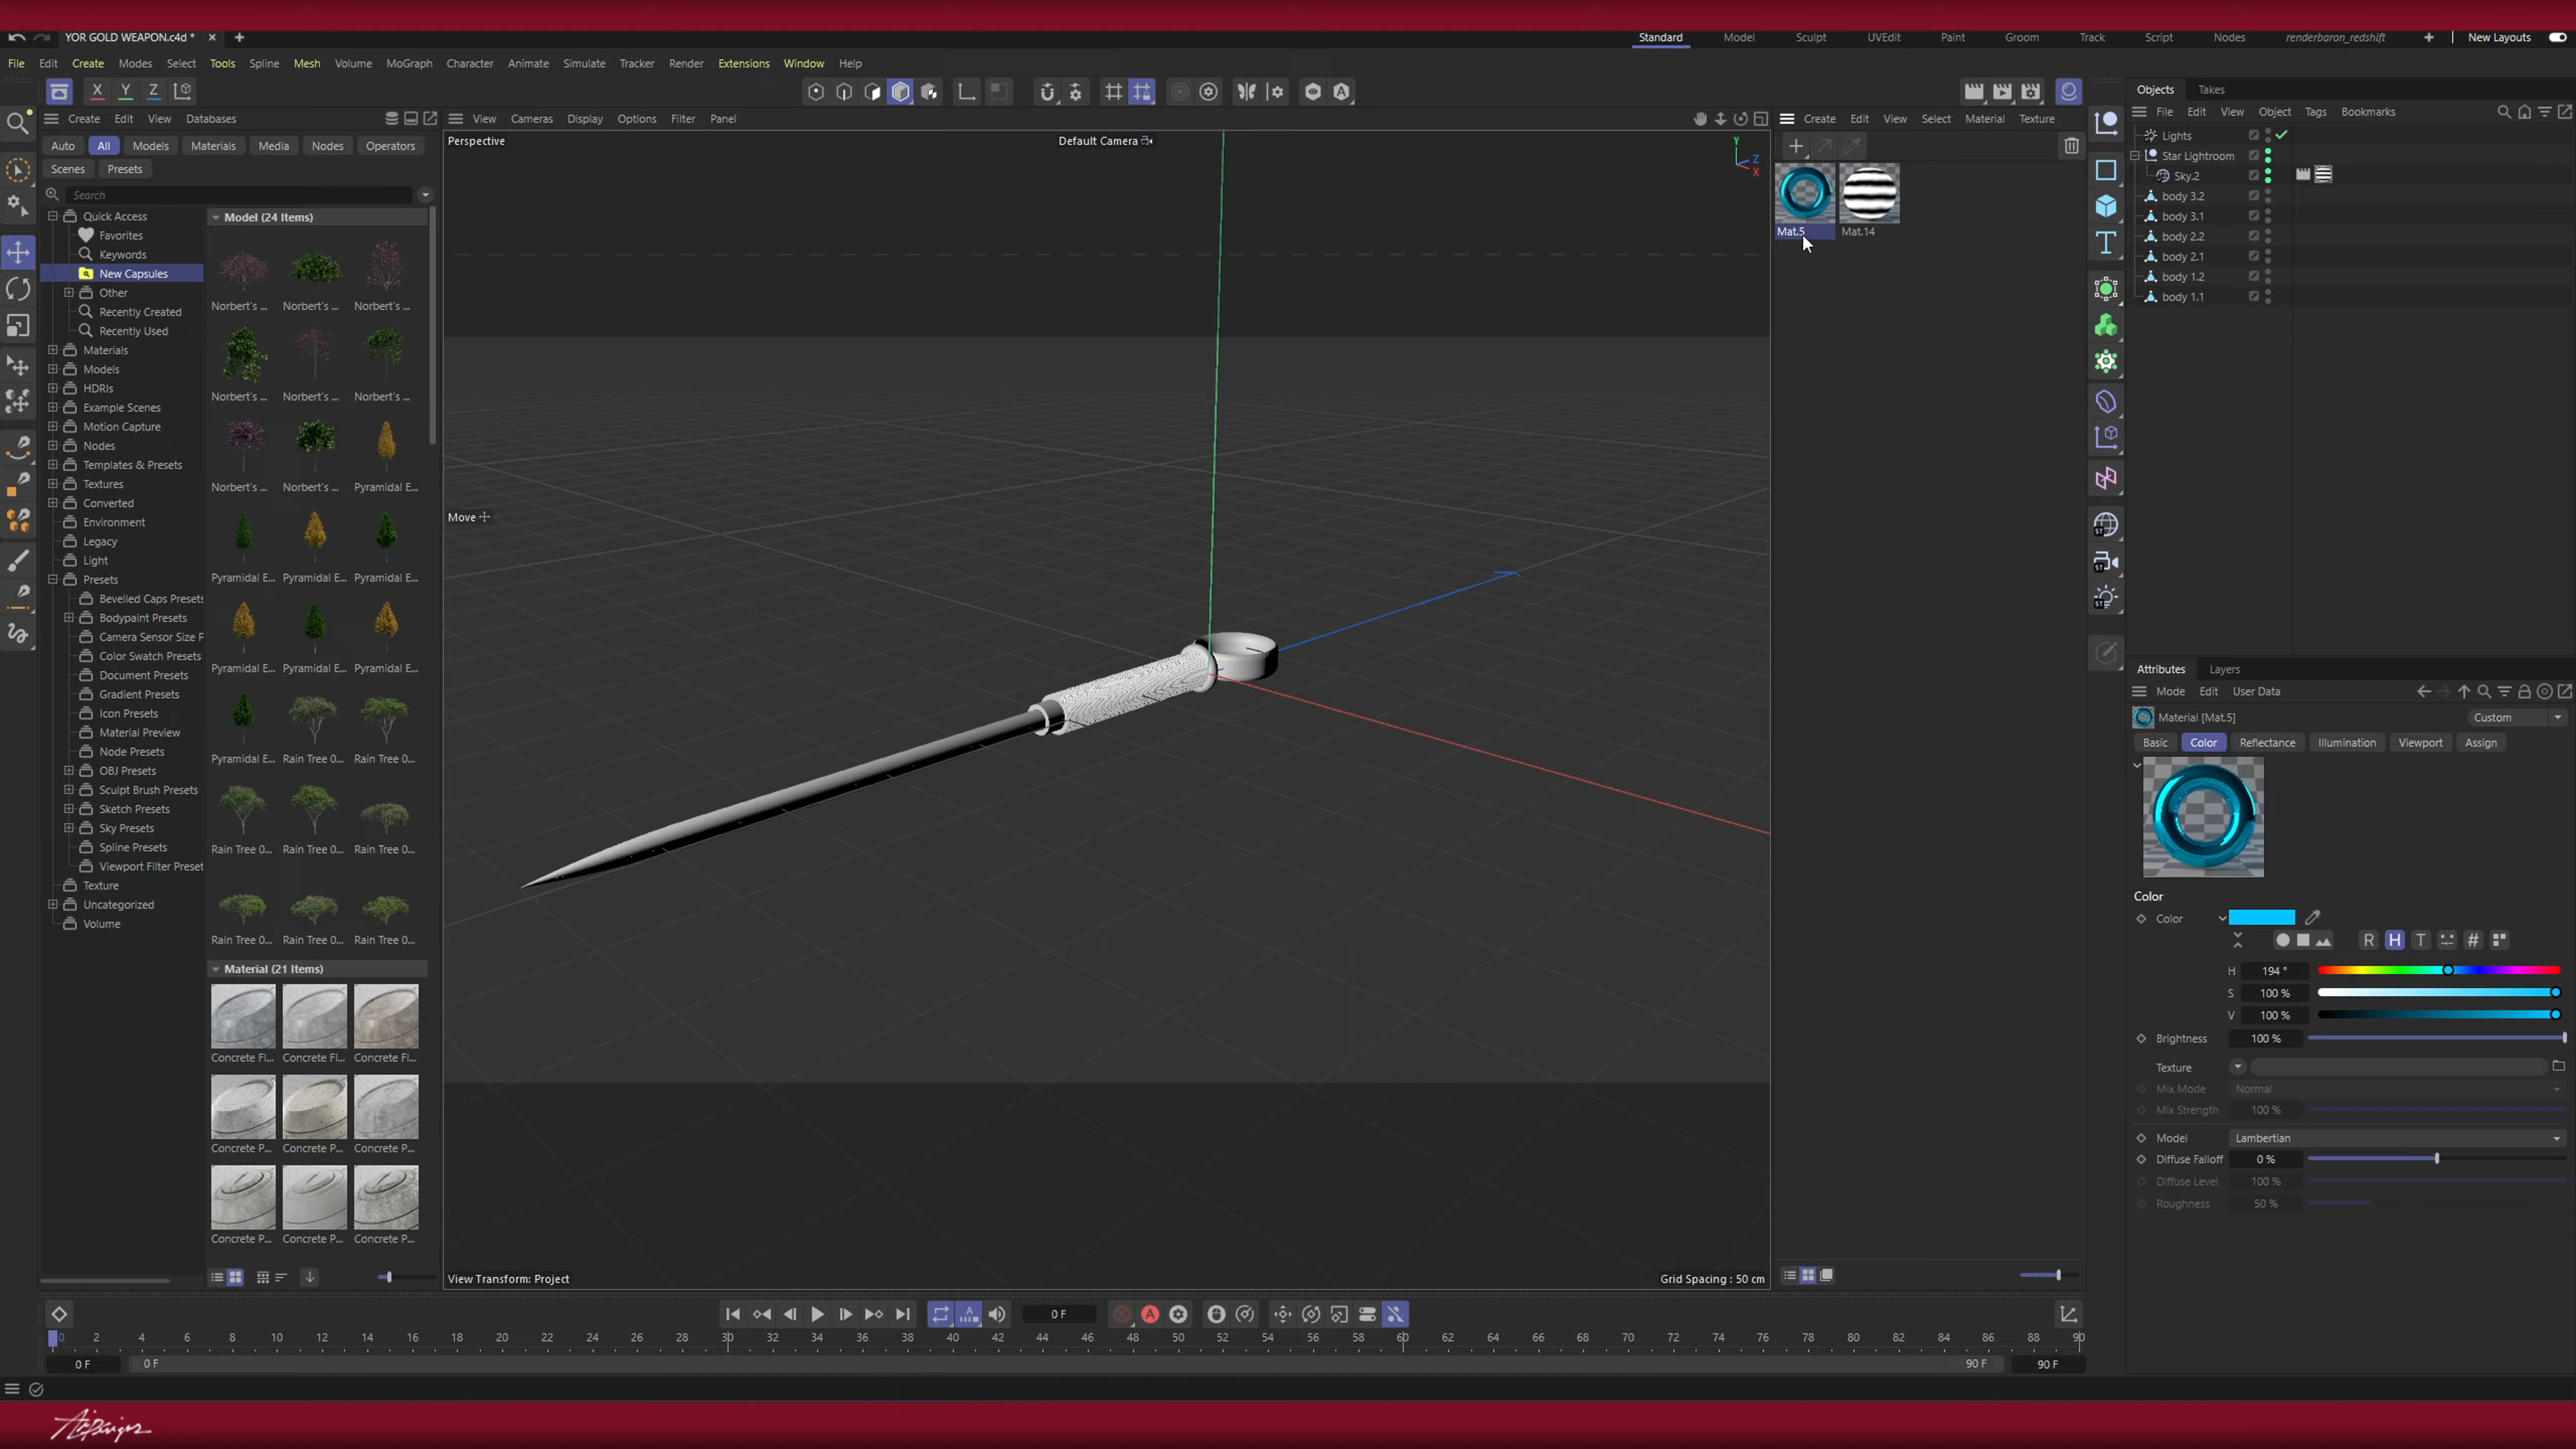 YOR GOLD WEAPON.c4d *
Standard Model Sculpt UVEdit Paint Groom Track Script Nodes renderbaron_redshift New Layouts
File Edit Create Modes Select Tools Spline Mesh Volume MoGraph Character Animate Simulate Tracker Render Extensions Window Help
X Y Z
Objects Takes
File Edit View Object Tags Bookmarks
Create Edit View Databases
View Cameras Display Options Filter Panel
Create Edit View Select Material Texture
Auto All Models Materials Media Nodes Operators
Scenes Presets
Search
Quick Access
Favorites
Keywords
New Capsules
Other
Recently Created
Recently Used
Materials
Models
HDRIs
Example Scenes
Motion Capture
Nodes
Templates & Presets
Textures
Converted
Environment
Legacy
Light
Presets
Bevelled Caps Presets
Bodypaint Presets
Camera Sensor Size P
Color Swatch Presets
Document Presets
Gradient Presets
Icon Presets
Material Preview
Node Presets
OBJ Presets
Sculpt Brush Presets
Sketch Presets
Sky Presets
Spline Presets
Viewport Filter Preset
Texture
Uncategorized
Volume
Model (24 Items)
Norbert's ... Norbert's ... Norbert's ...
Norbert's ... Norbert's ... Norbert's ...
Norbert's ... Norbert's ... Pyramidal E...
Pyramidal E... Pyramidal E... Pyramidal E...
Pyramidal E... Pyramidal E... Pyramidal E...
Pyramidal E... Rain Tree 0... Rain Tree 0...
Rain Tree 0... Rain Tree 0... Rain Tree 0...
Rain Tree 0... Rain Tree 0... Rain Tree 0...
Material (21 Items)
Concrete Fl... Concrete Fl... Concrete Fl...
Concrete P... Concrete P... Concrete P...
Concrete P... Concrete P... Concrete P...
Perspective
Default Camera
Y
Z
X
Move
View Transform: Project
Grid Spacing : 50 cm
Mat.5 Mat.14
Lights
Star Lightroom
Sky.2
body 3.2
body 3.1
body 2.2
body 2.1
body 1.2
body 1.1
Attributes Layers
Mode Edit User Data
Material [Mat.5]
Custom
Basic Color Reflectance Illumination Viewport Assign
Color
Color
R H T #
H 194 °
S 100 %
V 100 %
Brightness 100 %
Texture
Mix Mode Normal
Mix Strength 100 %
Model Lambertian
Diffuse Falloff 0 %
Diffuse Level 100 %
Roughness 50 %
0 F
0 2 4 6 8 10 12 14 16 18 20 22 24 26 28 30 32 34 36 38 40 42 44 46 48 50 52 54 56 58 60 62 64 66 68 70 72 74 76 78 80 82 84 86 88 90
0 F 0 F 90 F 90 F